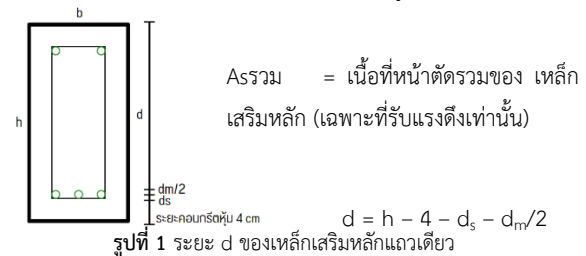 b
h
d
dm/2
ds
ระยะคอนกรีตหุ้ม 4 cm
Asรวม = เนื้อที่หน้าตัดรวมของ เหล็ก
เสริมหลัก (เฉพาะที่รับแรงดึงเท่านั้น)
d = h – 4 – dₛ – dₘ/2
รูปที่ 1 ระยะ d ของเหล็กเสริมหลักแถวเดียว